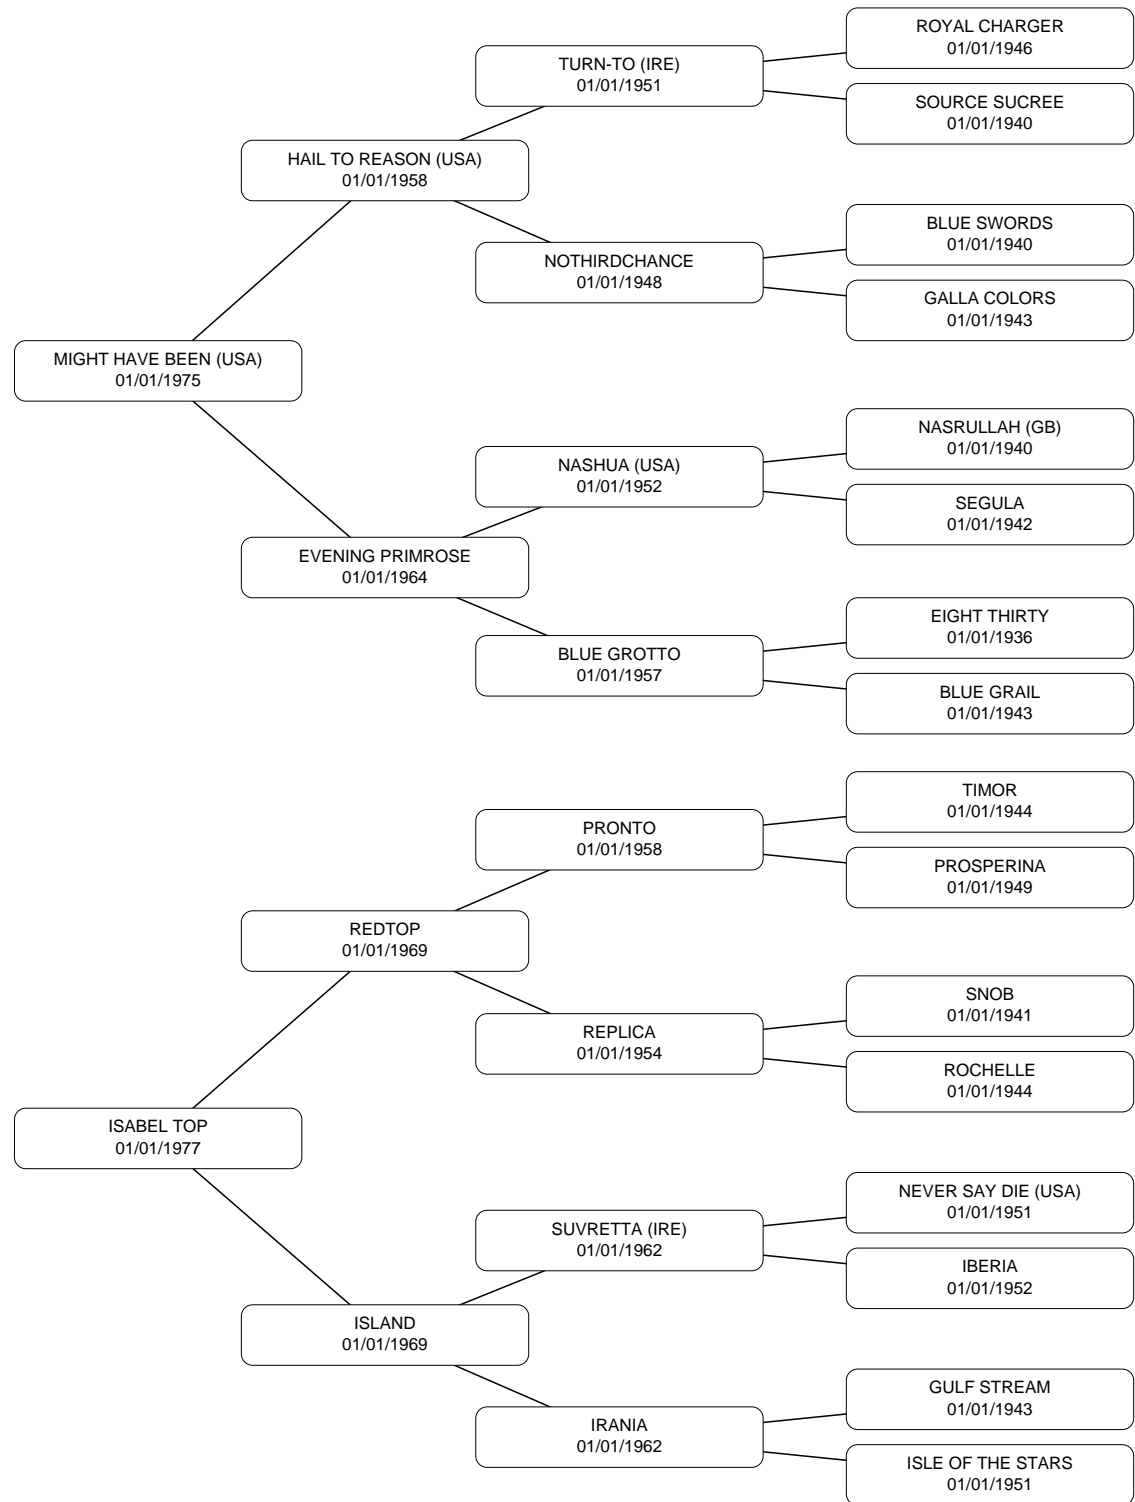 ROYAL CHARGER
01/01/1946
TURN-TO (IRE)
01/01/1951
SOURCE SUCREE
01/01/1940
HAIL TO REASON (USA)
01/01/1958
BLUE SWORDS
01/01/1940
NOTHIRDCHANCE
01/01/1948
GALLA COLORS
01/01/1943
MIGHT HAVE BEEN (USA)
01/01/1975
NASRULLAH (GB)
01/01/1940
NASHUA (USA)
01/01/1952
SEGULA
01/01/1942
EVENING PRIMROSE
01/01/1964
EIGHT THIRTY
01/01/1936
BLUE GROTTO
01/01/1957
BLUE GRAIL
01/01/1943
TIMOR
01/01/1944
PRONTO
01/01/1958
PROSPERINA
01/01/1949
REDTOP
01/01/1969
SNOB
01/01/1941
REPLICA
01/01/1954
ROCHELLE
01/01/1944
ISABEL TOP
01/01/1977
NEVER SAY DIE (USA)
01/01/1951
SUVRETTA (IRE)
01/01/1962
IBERIA
01/01/1952
ISLAND
01/01/1969
GULF STREAM
01/01/1943
IRANIA
01/01/1962
ISLE OF THE STARS
01/01/1951